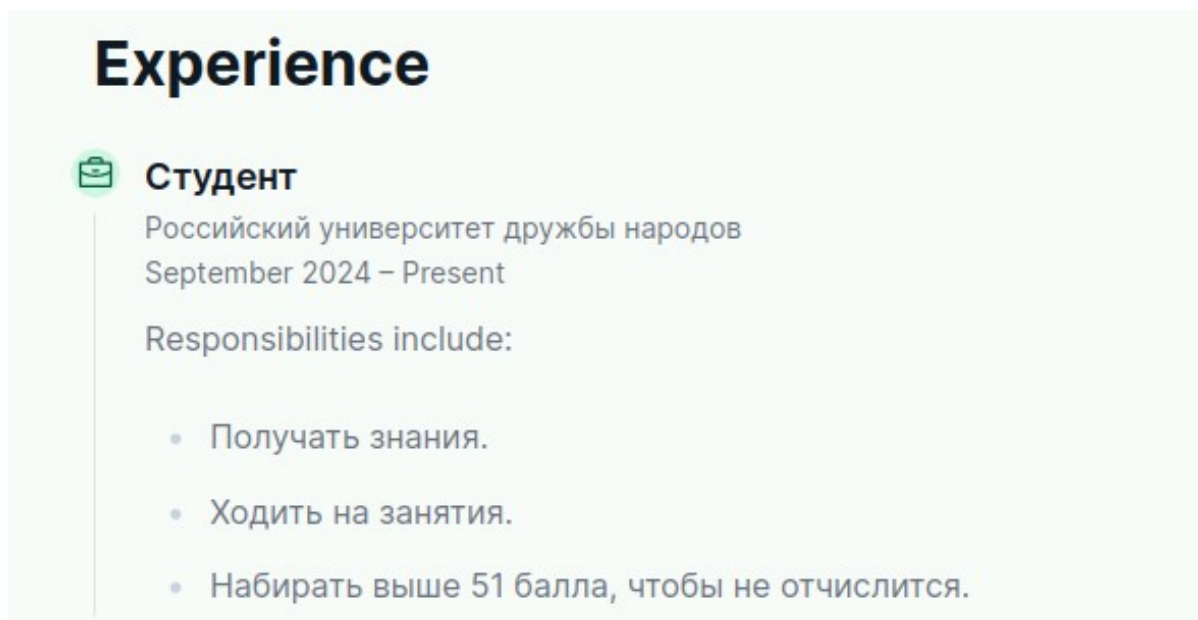 Experience
Студент
Российский университет дружбы народов
September 2024 – Present
Responsibilities include:
Получать знания.
Ходить на занятия.
Набирать выше 51 балла, чтобы не отчислится.